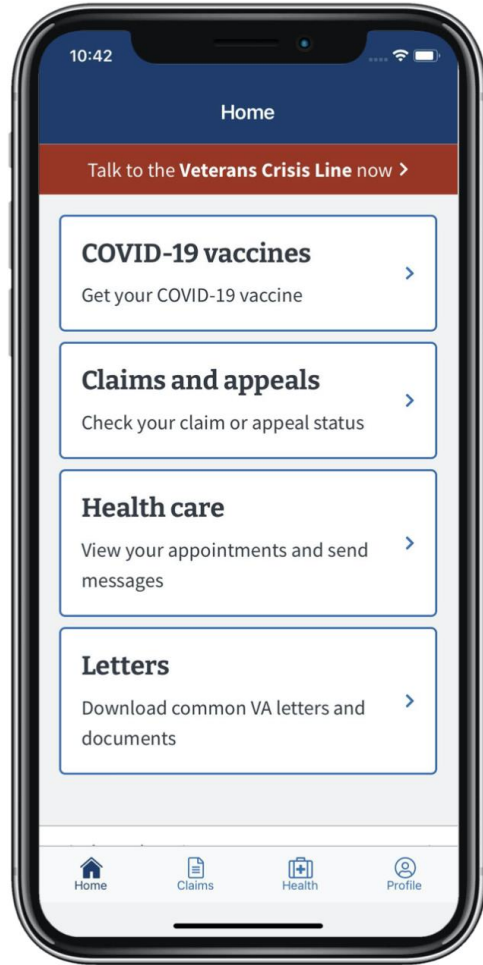 10:42
Home
Talk to the Veterans Crisis Line now
COVID-19 vaccines
Get your COVID-19 vaccine
Claims and appeals
Check your claim or appeal status
Health care
View your appointments and send
messages
Letters
Download common VA letters and
documents
Home
Claims
Health
Profile